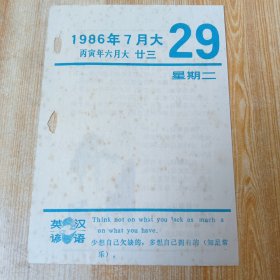 1986年7月大
丙寅年六月大 廿三
29
星期二
英汉
谚语
Think not on what you lack as much as
on what you have.
少想自己欠缺的,多想自己拥有的(知足常
乐)。